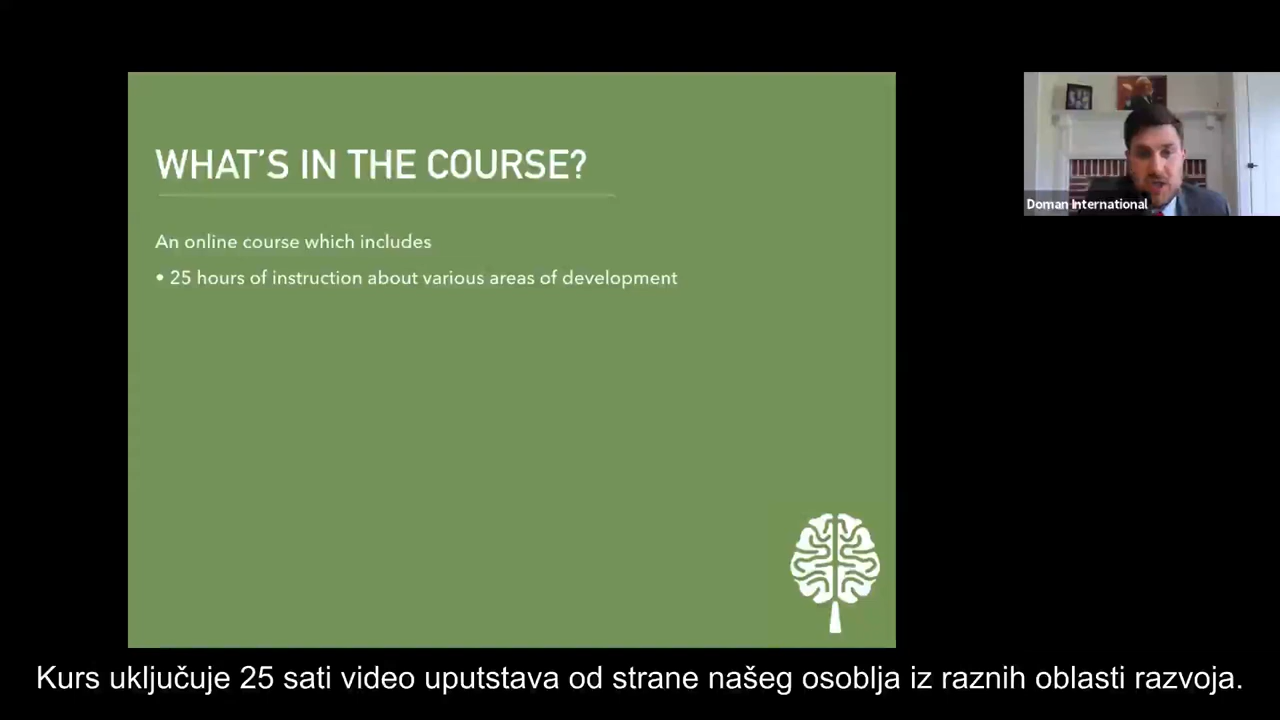 WHAT’S IN THE COURSE?
An online course which includes
• 25 hours of instruction about various areas of development
Doman International
Kurs uključuje 25 sati video uputstava od strane našeg osoblja iz raznih oblasti razvoja.